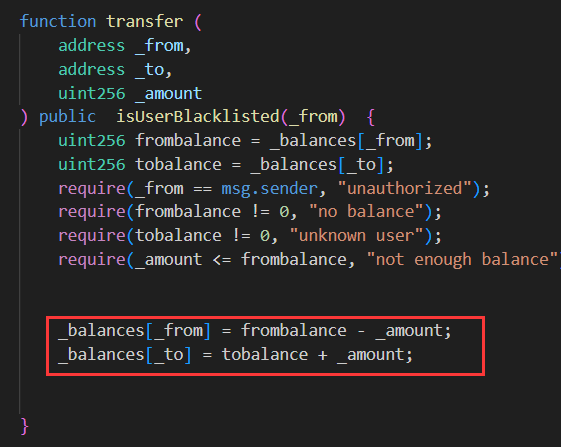 function transfer (
address _from,
address _to,
uint256 _amount
) public  isUserBlacklisted(_from)  {
uint256 frombalance = _balances[_from];
uint256 tobalance = _balances[_to];
require(_from == msg.sender, "unauthorized");
require(frombalance != 0, "no balance");
require(tobalance != 0, "unknown user");
require(_amount <= frombalance, "not enough balance"
_balances[_from] = frombalance - _amount;
_balances[_to] = tobalance + _amount;
}